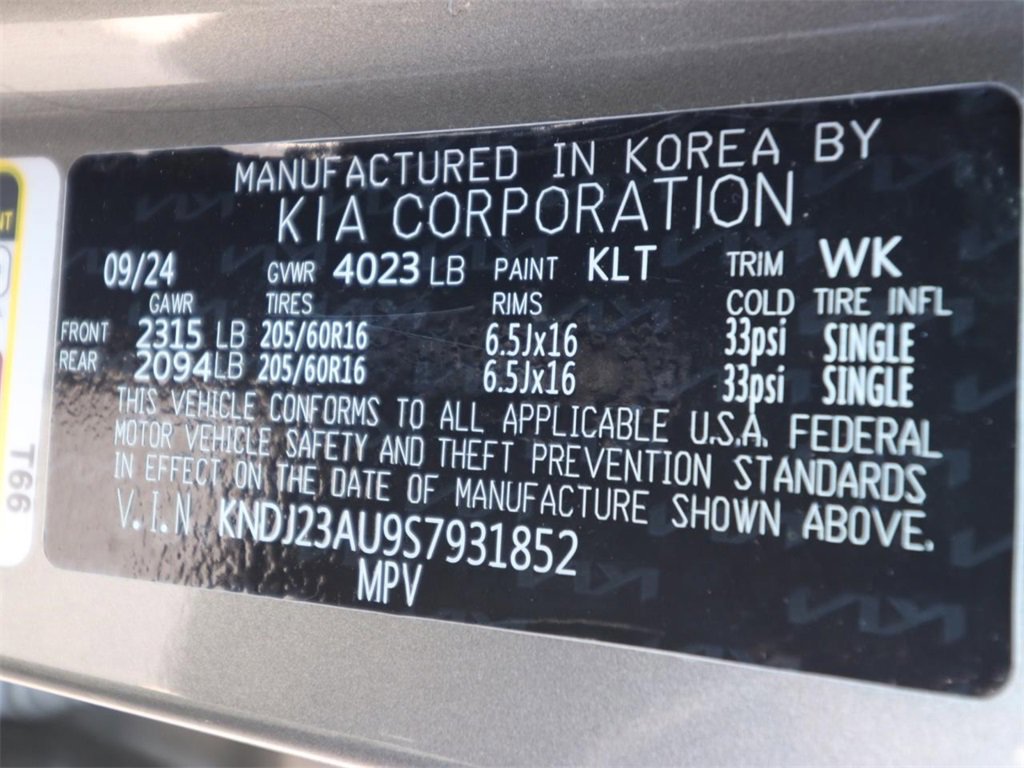 MANUFACTURED IN KOREA BY
KIA CORPORATION
09/24 GVWR 4023 LB PAINT KLT TRIM WK
GAWR TIRES RIMS COLD TIRE INFL
FRONT 2315 LB 205/60R16 6.5Jx16 33psi SINGLE
REAR 2094LB 205/60R16 6.5Jx16 33psi SINGLE
THIS VEHICLE CONFORMS TO ALL APPLICABLE U.S.A. FEDERAL
MOTOR VEHICLE SAFETY AND THEFT PREVENTION STANDARDS
IN EFFECT ON THE DATE OF MANUFACTURE SHOWN ABOVE.
V.I.N KNDJ23AU9S7931852
MPV
T66